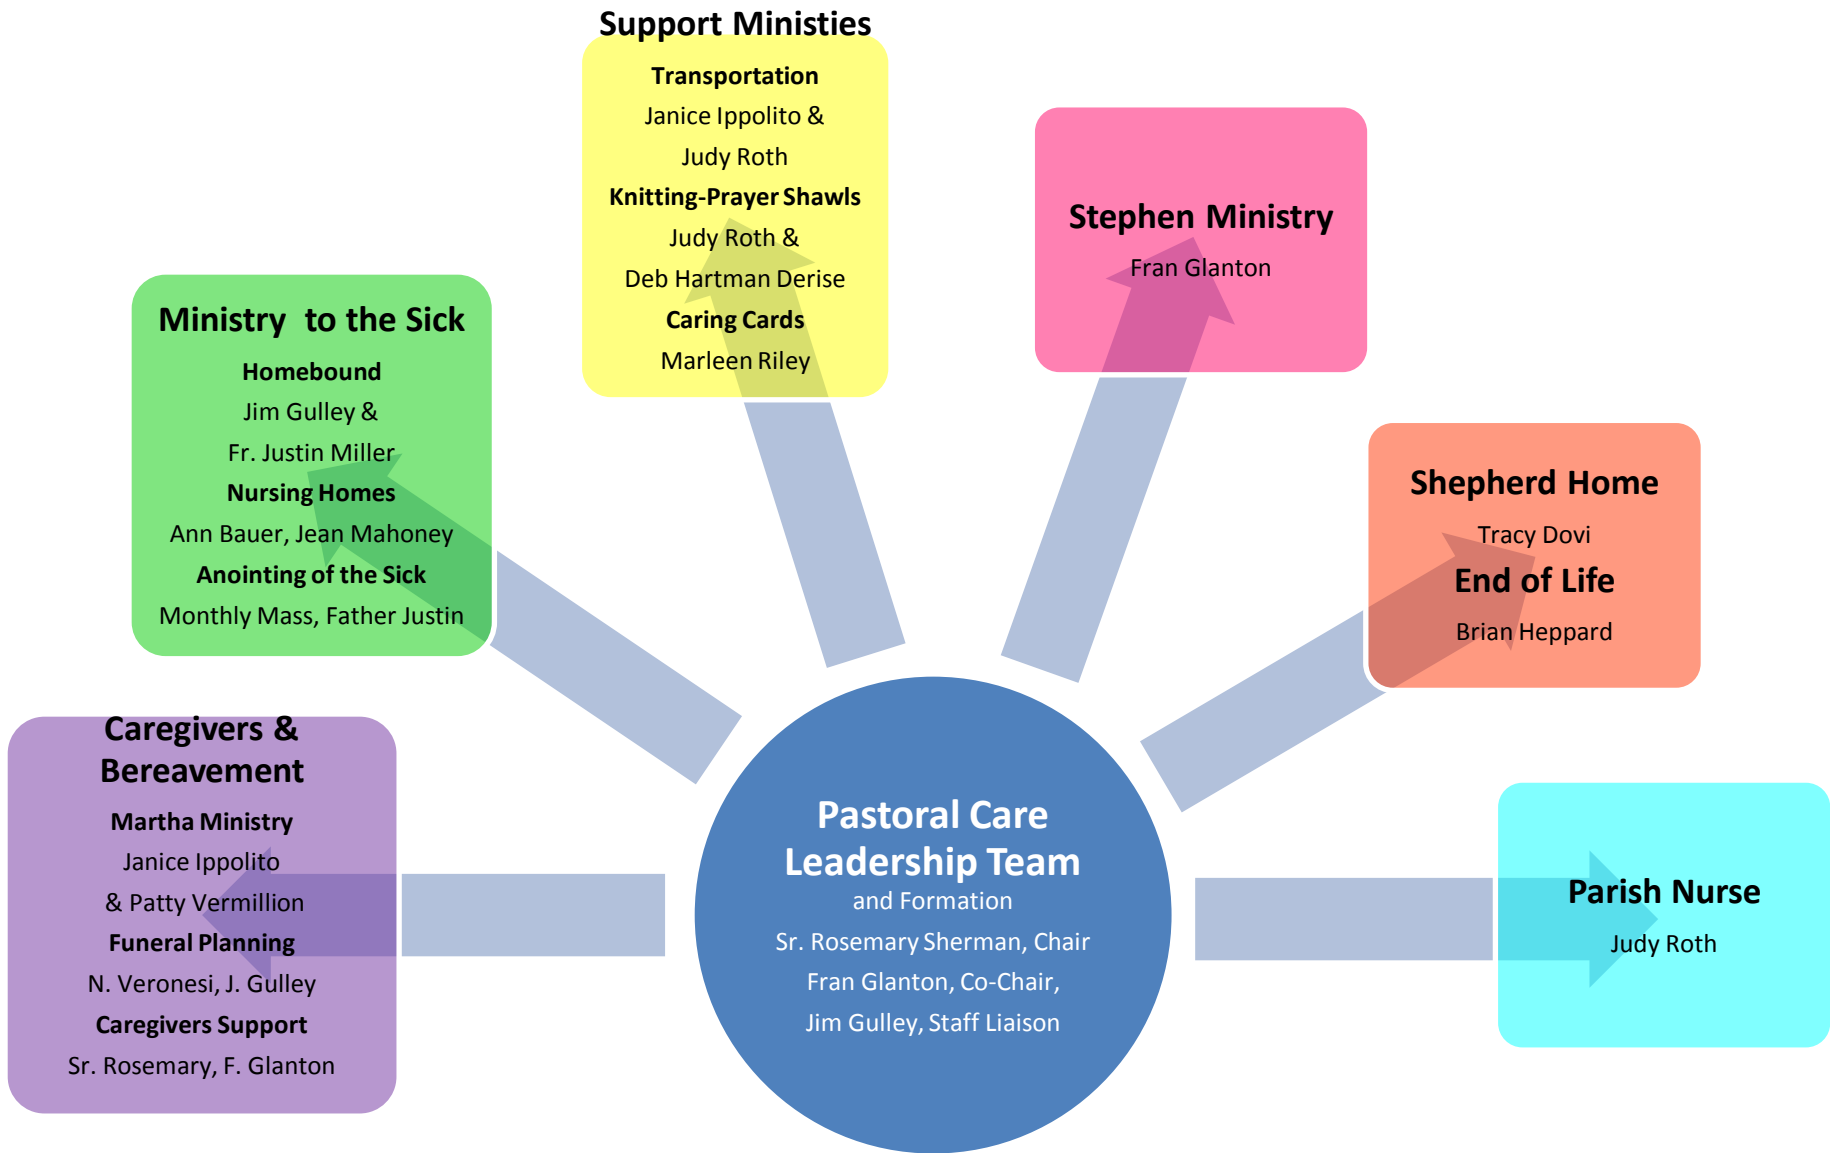 Support Ministies
Transportation
Janice Ippolito &
Judy Roth
Knitting-Prayer Shawls
Judy Roth &
Deb Hartman Derise
Caring Cards
Marleen Riley
Stephen Ministry
Fran Glanton
Ministry to the Sick
Homebound
Jim Gulley &
Fr. Justin Miller
Nursing Homes
Ann Bauer, Jean Mahoney
Anointing of the Sick
Monthly Mass, Father Justin
Shepherd Home
Tracy Dovi
End of Life
Brian Heppard
Caregivers &
Bereavement
Martha Ministry
Janice Ippolito
& Patty Vermillion
Funeral Planning
N. Veronesi, J. Gulley
Caregivers Support
Sr. Rosemary, F. Glanton
Pastoral Care
Leadership Team
and Formation
Sr. Rosemary Sherman, Chair
Fran Glanton, Co-Chair,
Jim Gulley, Staff Liaison
Parish Nurse
Judy Roth